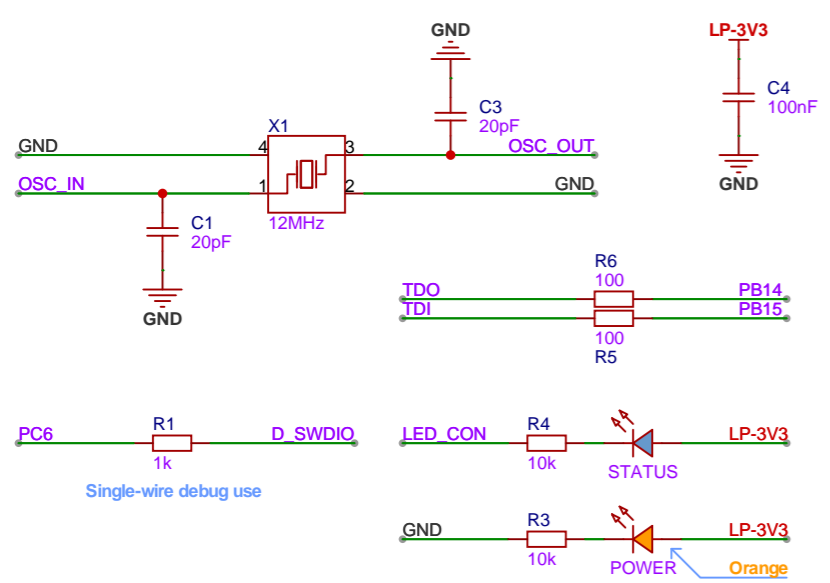 GND
LP-3V3
C4
100nF
GND
C3
20pF
X1
GND
4
3
OSC_OUT
OSC_IN
1
2
GND
12MHz
C1
20pF
GND
R6
100
TDO
PB14
TDI
PB15
100
R5
PC6
R1
D_SWDIO
1k
Single-wire debug use
LED_CON
R4
LP-3V3
10k
STATUS
GND
R3
LP-3V3
10k
POWER
Orange